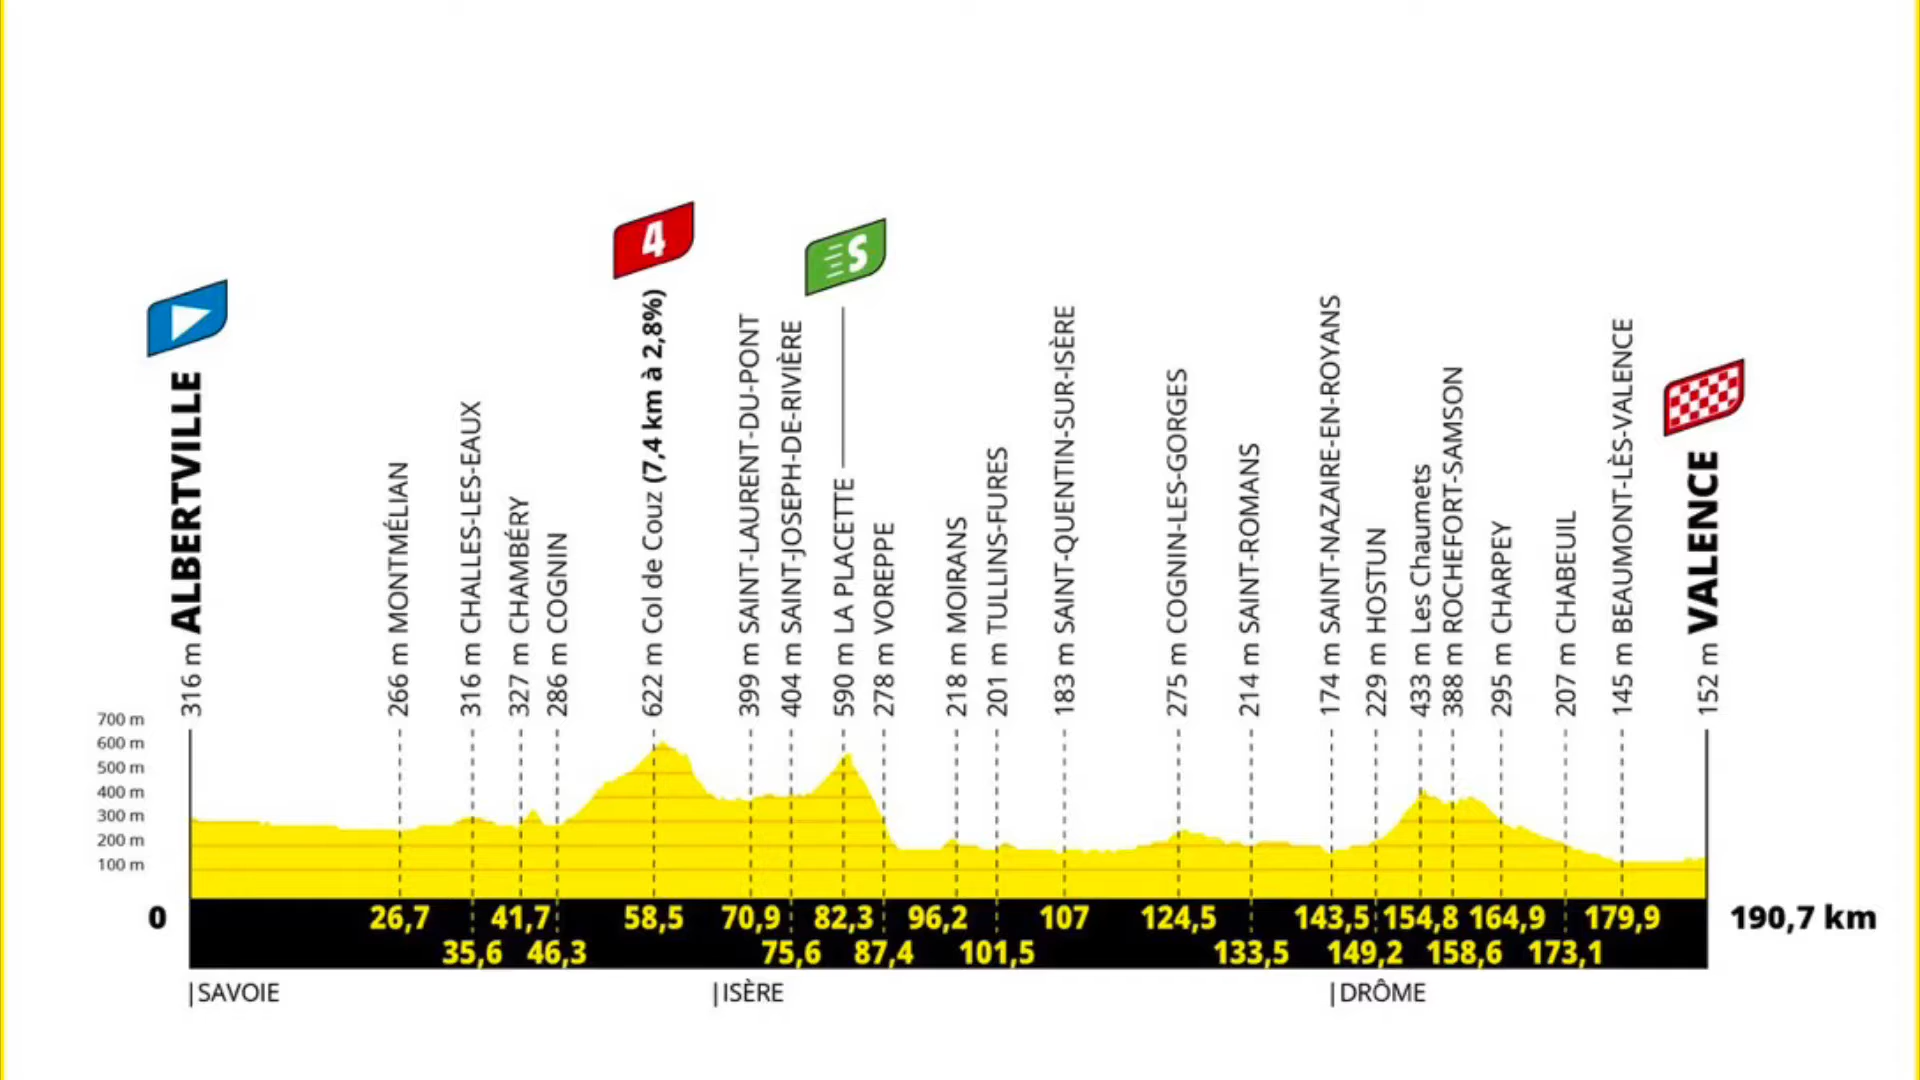 4
S
316 m ALBERTVILLE
266 m MONTMÉLIAN
316 m CHALLES-LES-EAUX
327 m CHAMBÉRY
286 m COGNIN
622 m Col de Couz (7,4 km à 2,8%)
399 m SAINT-LAURENT-DU-PONT
404 m SAINT-JOSEPH-DE-RIVIÈRE
590 m LA PLACETTE
278 m VOREPPE
218 m MOIRANS
201 m TULLINS-FURES
183 m SAINT-QUENTIN-SUR-ISÈRE
275 m COGNIN-LES-GORGES
214 m SAINT-ROMANS
174 m SAINT-NAZAIRE-EN-ROYANS
229 m HOSTUN
433 m Les Chaumets
388 m ROCHEFORT-SAMSON
295 m CHARPEY
207 m CHABEUIL
145 m BEAUMONT-LÈS-VALENCE
152 m VALENCE
700 m
600 m
500 m
400 m
300 m
200 m
100 m
0 26,7 41,7 58,5 70,9 82,3 96,2 107 124,5 143,5 154,8 164,9 179,9 190,7 km
35,6 46,3 75,6 87,4 101,5 133,5 149,2 158,6 173,1
|SAVOIE |ISÈRE |DRÔME